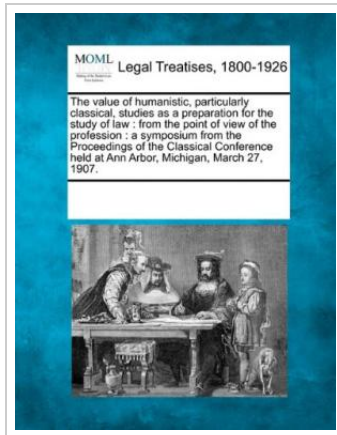 MOML
Legal Treatises, 1800-1926
The value of humanistic, particularly
classical, studies as a preparation for the
study of law : from the point of view of the
profession : a symposium from the
Proceedings of the Classical Conference
held at Ann Arbor, Michigan, March 27,
1907.